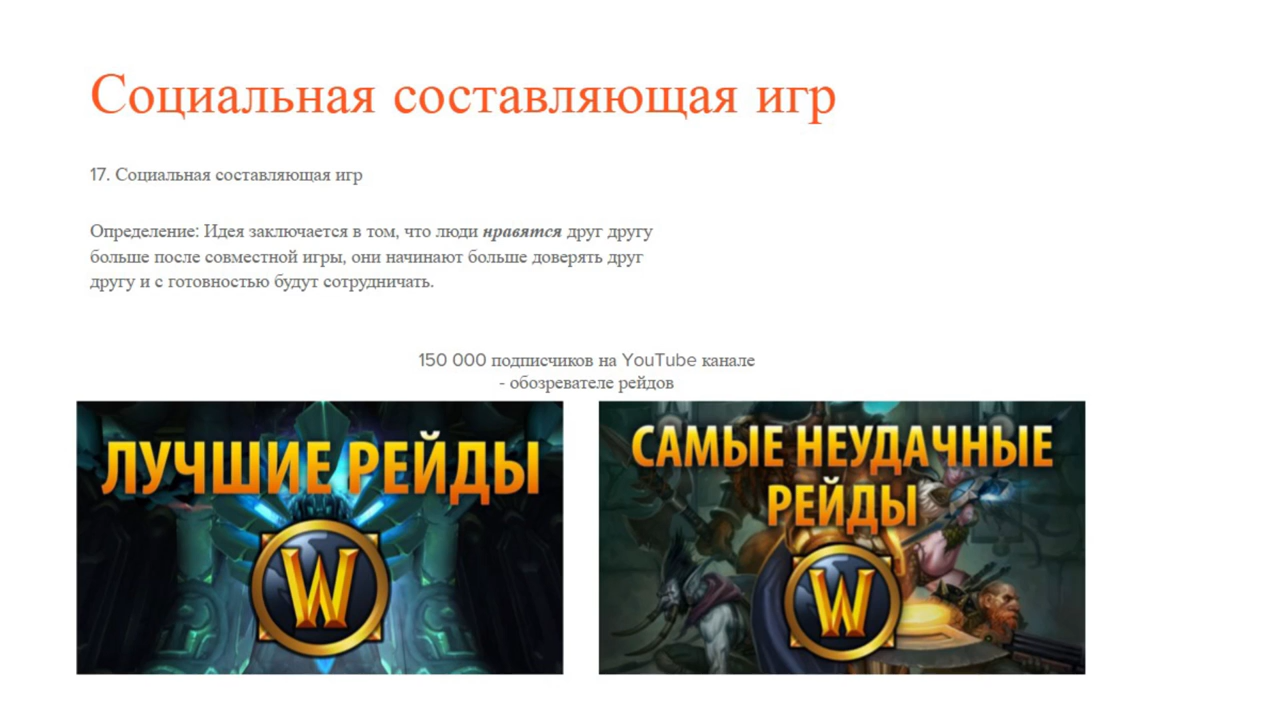 Социальная составляющая игр
17. Социальная составляющая игр
Определение: Идея заключается в том, что люди нравятся друг другу
больше после совместной игры, они начинают больше доверять друг
другу и с готовностью будут сотрудничать.
150 000 подписчиков на YouTube канале
- обозревателе рейдов
ЛУЧШИЕ РЕЙДЫ
W
САМЫЕ НЕУДАЧНЫЕ
РЕЙДЫ
W